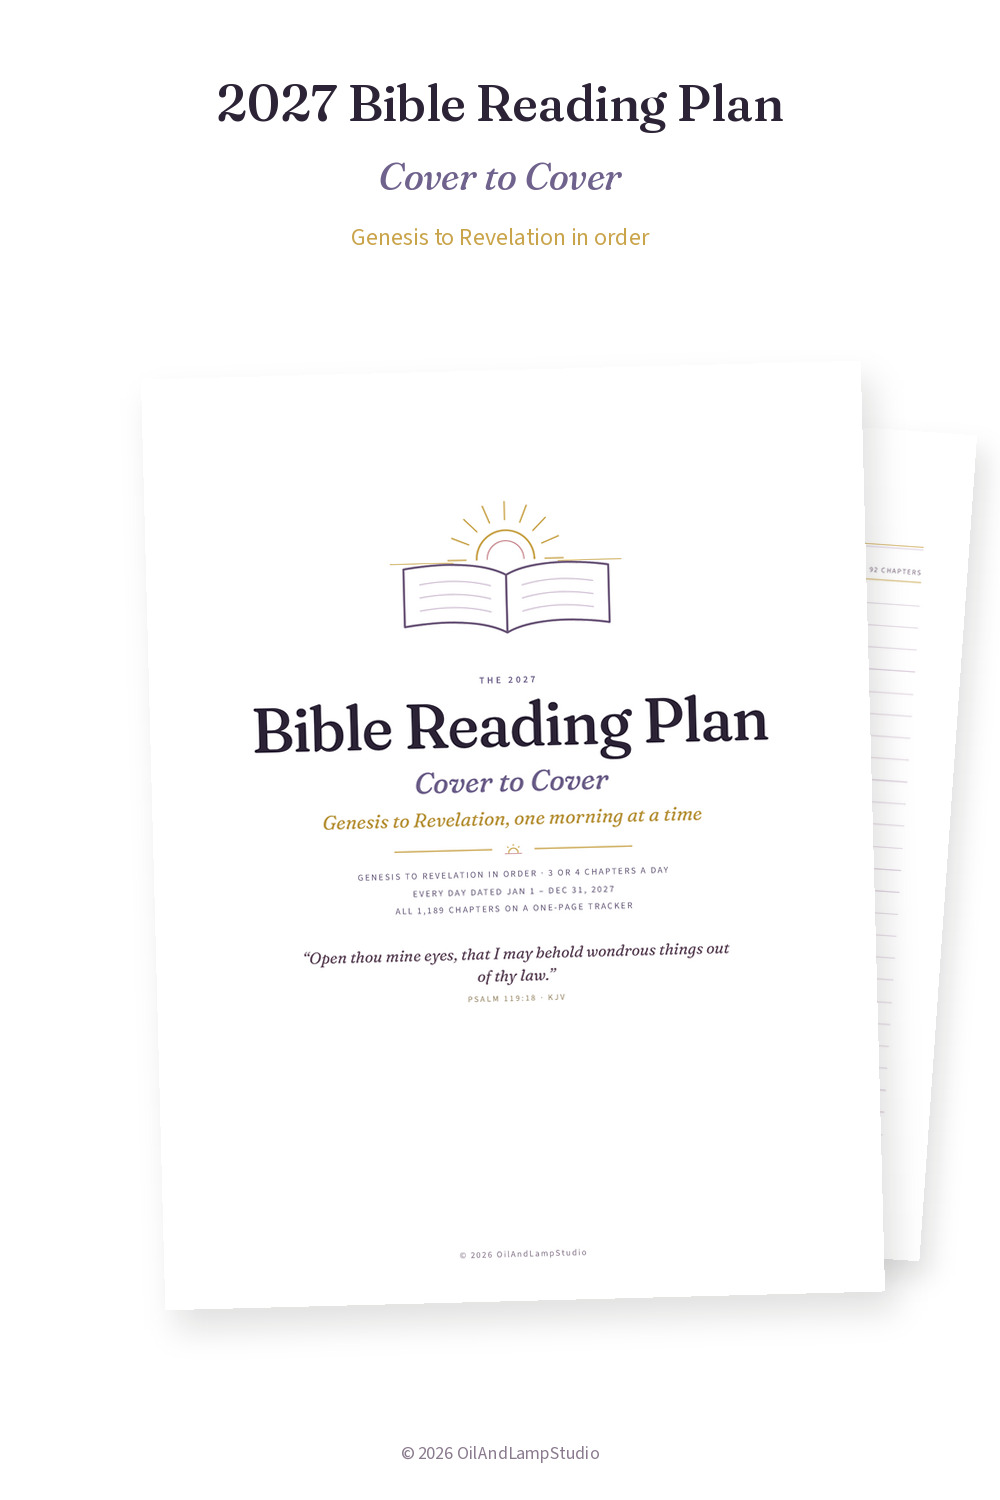 2027 Bible Reading Plan
Cover to Cover
Genesis to Revelation in order
92 CHAPTERS
THE 2027
Bible Reading Plan
Cover to Cover
Genesis to Revelation, one morning at a time
GENESIS TO REVELATION IN ORDER · 3 OR 4 CHAPTERS A DAY
EVERY DAY DATED JAN 1 – DEC 31, 2027
ALL 1,189 CHAPTERS ON A ONE-PAGE TRACKER
“Open thou mine eyes, that I may behold wondrous things out
of thy law.”
PSALM 119:18 · KJV
© 2026 OilAndLampStudio
© 2026 OilAndLampStudio